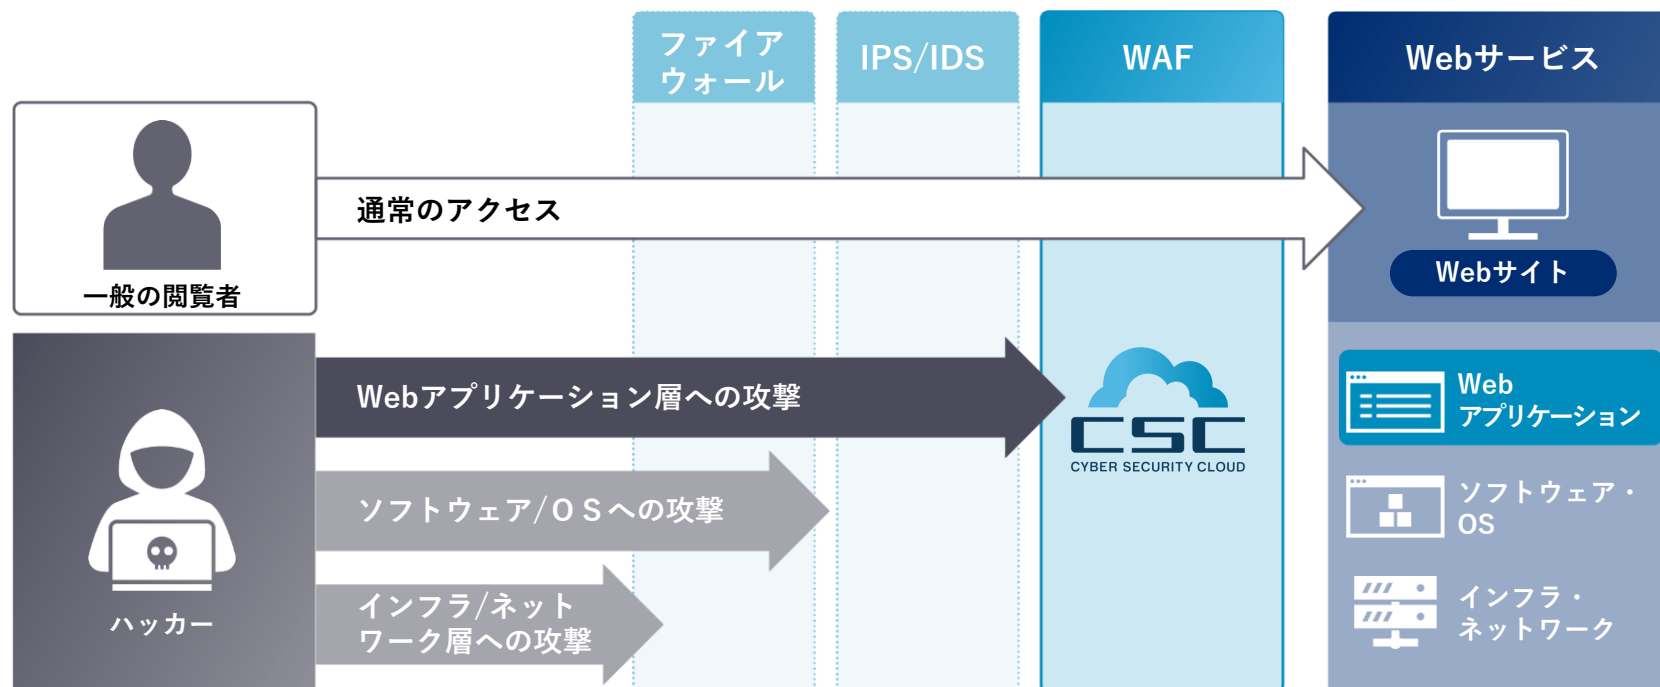 ファイア
ウォール
IPS/IDS
WAF
Webサービス
一般の閲覧者
通常のアクセス
Webサイト
ハッカー
Webアプリケーション層への攻撃
ソフトウェア/ＯＳへの攻撃
インフラ/ネット
ワーク層への攻撃
CSC
CYBER SECURITY CLOUD
Web
アプリケーション
ソフトウェア・
OS
インフラ・
ネットワーク